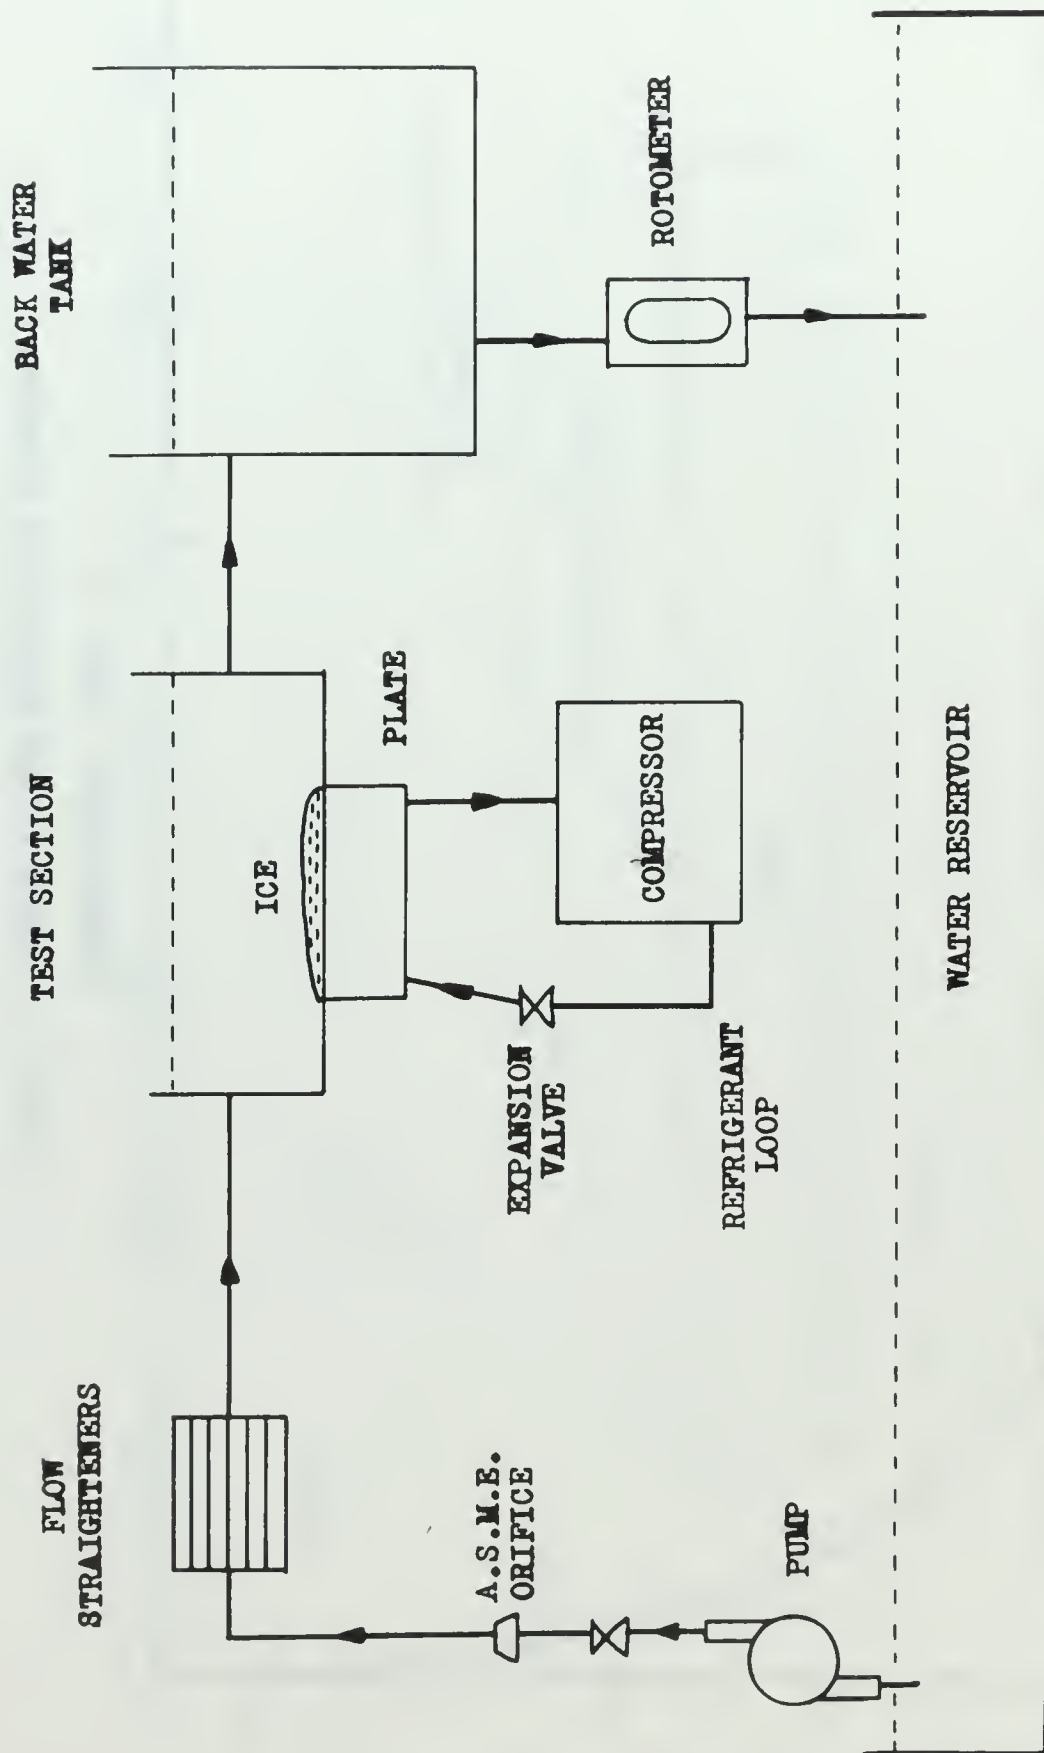 FLOW
STRAIGHTENERS
TEST SECTION
BACK WATER
TANK
ICE
PLATE
A.S.M.E.
ORIFICE
EXPANSION
VALVE
COMPRESSOR
ROTOMETER
REFRIGERANT
LOOP
PUMP
WATER RESERVOIR